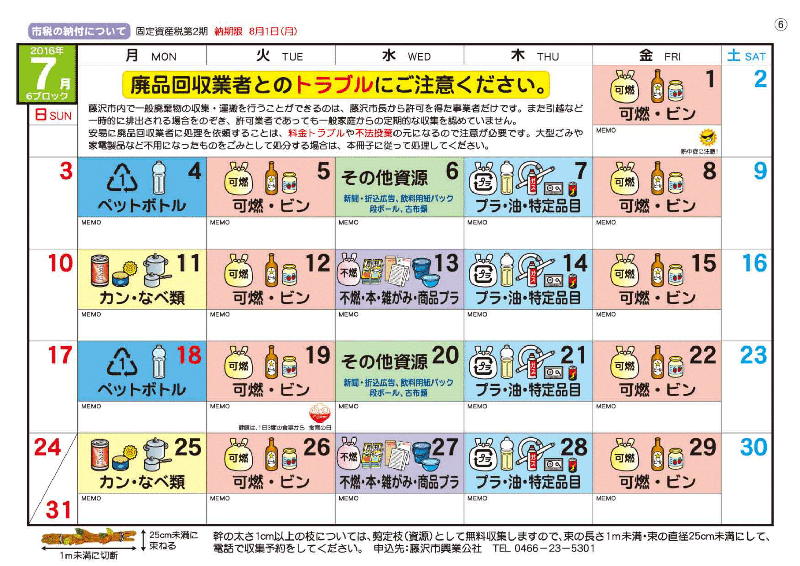 市税の納付について 固定資産税第2期 納期限 8月1日(月)
⑥
2016年
7月
6ブロック
月 MON 火 TUE 水 WED 木 THU 金 FRI 土 SAT
日 SUN
廃品回収業者とのトラブルにご注意ください。
藤沢市内で一般廃棄物の収集・運搬を行うことができるのは、藤沢市長から許可を得た事業者だけです。また引越など
一時的に排出される場合をのぞき、許可業者であっても一般家庭からの定期的な収集を認めていません。
安易に廃品回収業者に処理を依頼することは、料金トラブルや不法投棄の元になるので注意が必要です。大型ごみや
家電製品など不用になったものをごみとして処分する場合は、本冊子に従って処理してください。
可燃 1
可燃・ビン
MEMO
熱中症に注意!
2
3
1 4
ペットボトル
MEMO
可燃 5
可燃・ビン
MEMO
その他資源 6
新聞・折込広告、飲料用紙パック
段ボール、古布類
MEMO
プラ 7
プラ・油・特定品目
MEMO
可燃 8
可燃・ビン
MEMO
9
10
11
カン・なべ類
MEMO
可燃 12
可燃・ビン
MEMO
不燃 13
不燃・本・雑がみ・商品プラ
MEMO
プラ 14
プラ・油・特定品目
MEMO
可燃 15
可燃・ビン
MEMO
16
17
1 18
ペットボトル
MEMO
可燃 19
可燃・ビン
MEMO
健康は、1日3度の食事から 食育の日
その他資源 20
新聞・折込広告、飲料用紙パック
段ボール、古布類
MEMO
プラ 21
プラ・油・特定品目
MEMO
可燃 22
可燃・ビン
MEMO
23
24
31
25
カン・なべ類
MEMO
可燃 26
可燃・ビン
MEMO
不燃 27
不燃・本・雑がみ・商品プラ
MEMO
プラ 28
プラ・油・特定品目
MEMO
可燃 29
可燃・ビン
MEMO
30
25cm未満に
束ねる
1m未満に切断
幹の太さ1cm以上の枝については、剪定枝(資源)として無料収集しますので、束の長さ1m未満・束の直径25cm未満にして、
電話で収集予約をしてください。 申込先:藤沢市興業公社 TEL 0466-23-5301